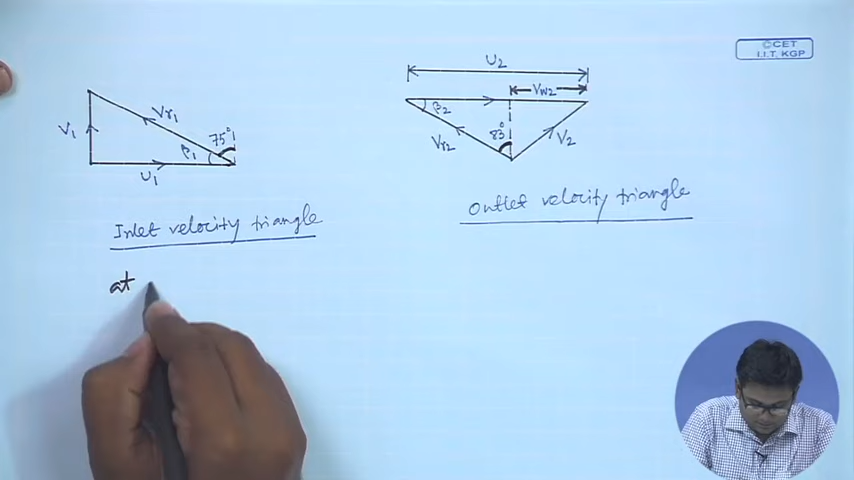 ©CET
I.I.T. KGP
U2
Vw2
β2
83°
Vr2
V2
Vr1
75°
V1
β1
U1
Inlet velocity triangle
Outlet velocity triangle
at